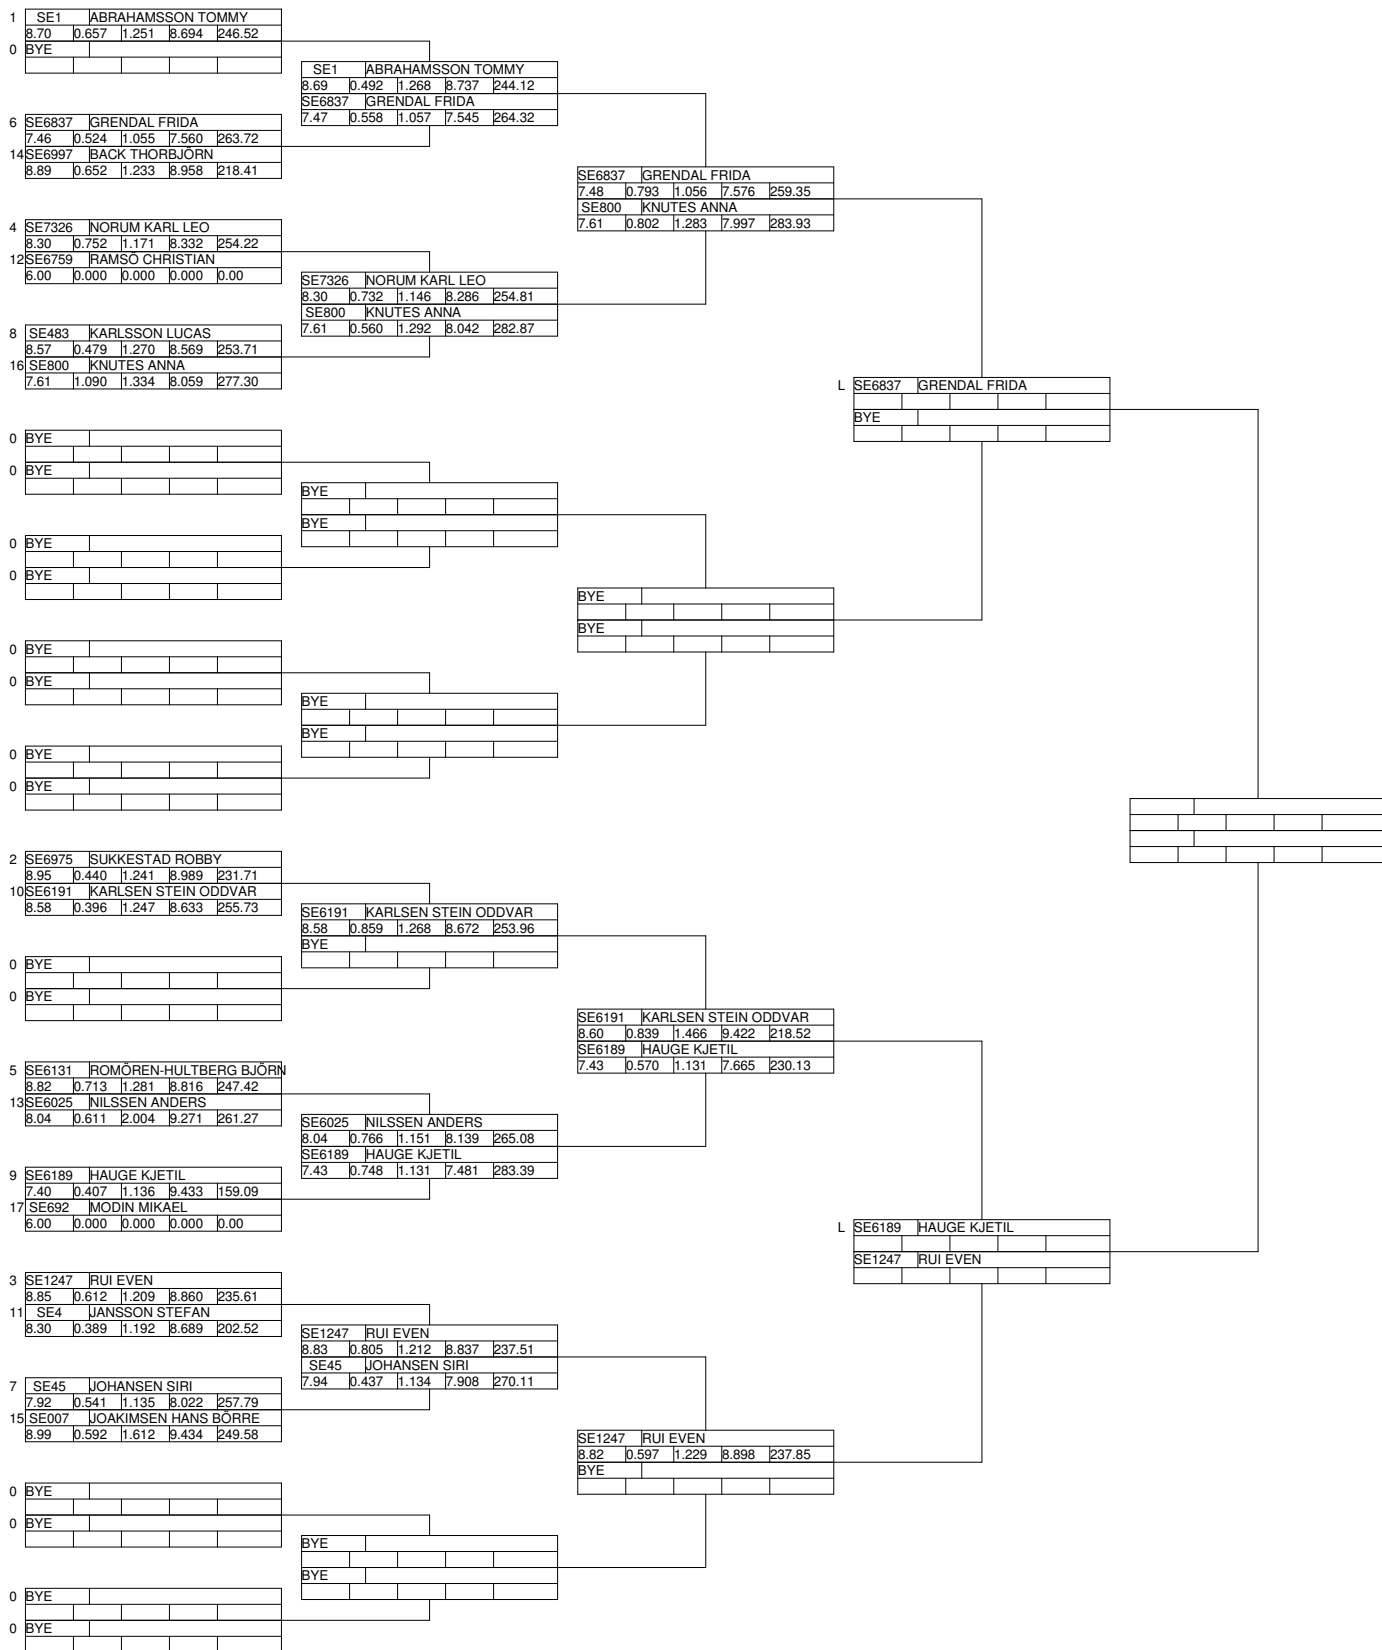 1 SE1 ABRAHAMSSON TOMMY
8.70 0.657 1.251 8.694 246.52
0 BYE
6 SE6837 GRENDAL FRIDA
7.46 0.524 1.055 7.560 263.72
14 SE6997 BACK THORBJÖRN
8.89 0.652 1.233 8.958 218.41
4 SE7326 NORUM KARL LEO
8.30 0.752 1.171 8.332 254.22
12 SE6759 RAMSÖ CHRISTIAN
6.00 0.000 0.000 0.000 0.00
8 SE483 KARLSSON LUCAS
8.57 0.479 1.270 8.569 253.71
16 SE800 KNUTES ANNA
7.61 1.090 1.334 8.059 277.30
0 BYE
0 BYE
0 BYE
0 BYE
0 BYE
0 BYE
0 BYE
0 BYE
2 SE6975 SUKKESTAD ROBBY
8.95 0.440 1.241 8.989 231.71
10 SE6191 KARLSEN STEIN ODDVAR
8.58 0.396 1.247 8.633 255.73
0 BYE
0 BYE
5 SE6131 ROMÖREN-HULTBERG BJÖRN
8.82 0.713 1.281 8.816 247.42
13 SE6025 NILSSEN ANDERS
8.04 0.611 2.004 9.271 261.27
9 SE6189 HAUGE KJETIL
7.40 0.407 1.136 9.433 159.09
17 SE692 MODIN MIKAEL
6.00 0.000 0.000 0.000 0.00
3 SE1247 RUI EVEN
8.85 0.612 1.209 8.860 235.61
11 SE4 JANSSON STEFAN
8.30 0.389 1.192 8.689 202.52
7 SE45 JOHANSEN SIRI
7.92 0.541 1.135 8.022 257.79
15 SE007 JOAKIMSEN HANS BÖRRE
8.99 0.592 1.612 9.434 249.58
0 BYE
0 BYE
0 BYE
0 BYE
SE1 ABRAHAMSSON TOMMY
8.69 0.492 1.268 8.737 244.12
SE6837 GRENDAL FRIDA
7.47 0.558 1.057 7.545 264.32
SE7326 NORUM KARL LEO
8.30 0.732 1.146 8.286 254.81
SE800 KNUTES ANNA
7.61 0.560 1.292 8.042 282.87
BYE
BYE
BYE
BYE
SE6191 KARLSEN STEIN ODDVAR
8.58 0.859 1.268 8.672 253.96
BYE
SE6025 NILSSEN ANDERS
8.04 0.766 1.151 8.139 265.08
SE6189 HAUGE KJETIL
7.43 0.748 1.131 7.481 283.39
SE1247 RUI EVEN
8.83 0.805 1.212 8.837 237.51
SE45 JOHANSEN SIRI
7.94 0.437 1.134 7.908 270.11
BYE
BYE
SE6837 GRENDAL FRIDA
7.48 0.793 1.056 7.576 259.35
SE800 KNUTES ANNA
7.61 0.802 1.283 7.997 283.93
BYE
BYE
SE6191 KARLSEN STEIN ODDVAR
8.60 0.839 1.466 9.422 218.52
SE6189 HAUGE KJETIL
7.43 0.570 1.131 7.665 230.13
SE1247 RUI EVEN
8.82 0.597 1.229 8.898 237.85
BYE
L SE6837 GRENDAL FRIDA
BYE
L SE6189 HAUGE KJETIL
SE1247 RUI EVEN